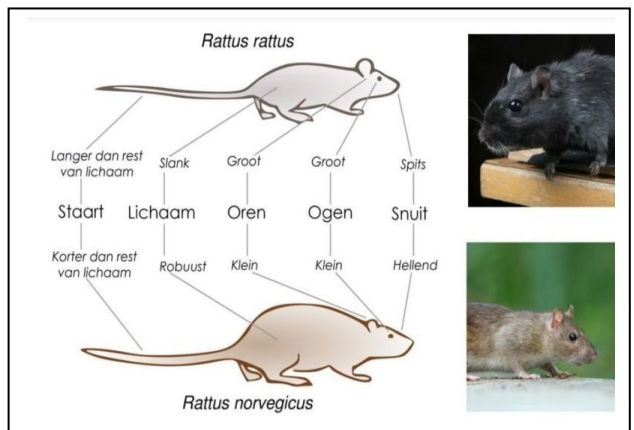 Rattus rattus
Langer dan rest
van lichaam
Slank
Groot
Groot
Spits
Staart
Lichaam
Oren
Ogen
Snuit
Korter dan rest
van lichaam
Robuust
Klein
Klein
Hellend
Rattus norvegicus